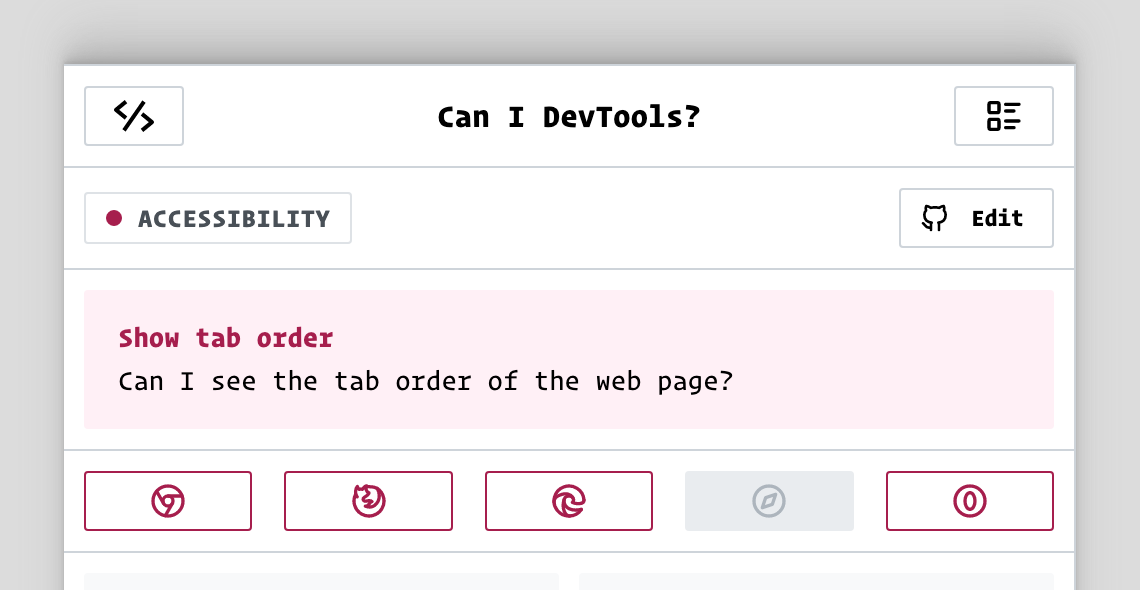 Can I DevTools?
ACCESSIBILITY
Edit
Show tab order
Can I see the tab order of the web page?